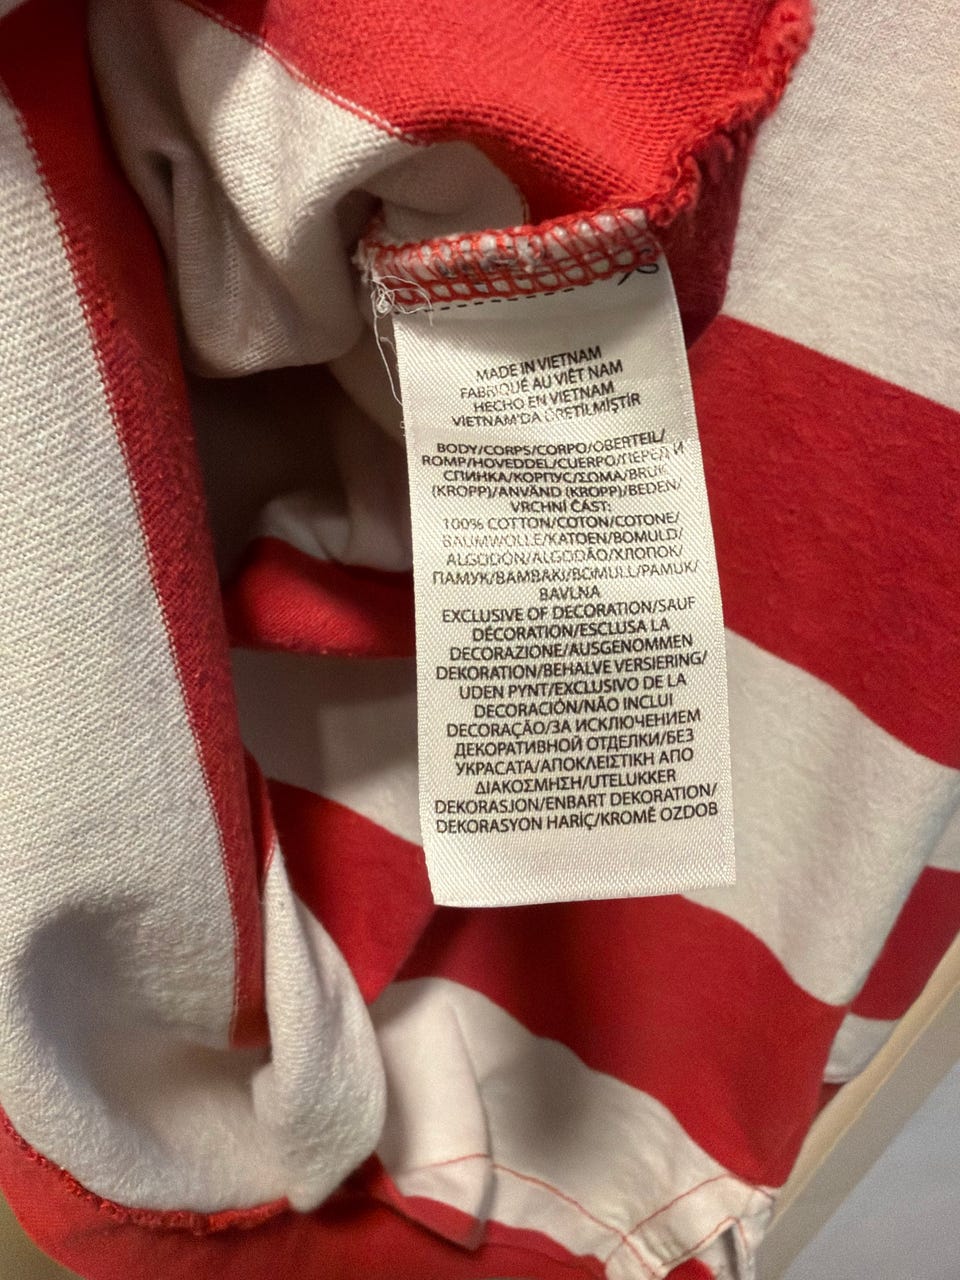 MADE IN VIETNAM
FABRIQUÉ AU VIÊT NAM
HECHO EN VIETNAM
VIETNAM'DA ÜRETİLMİŞTİR
BODY/CORPS/CORPO/OBERTEIL/
ROMP/HOVEDDEL/CUERPO/ПЕРЕД И
СПИНКА/КОРПУС/ΣΩΜΑ/BRUK
(KROPP)/ANVÄND (KROPP)/BEDEN/
VRCHNÍ ČÁST:
100% COTTON/COTON/COTONE/
BAUMWOLLE/KATOEN/BOMULD/
ALGODÓN/ALGODÃO/ХЛОПОК/
ПАМУК/ΒΑΜΒΑΚΙ/BOMULL/PAMUK/
BAVLNA
EXCLUSIVE OF DECORATION/SAUF
DÉCORATION/ESCLUSA LA
DECORAZIONE/AUSGENOMMEN
DEKORATION/BEHALVE VERSIERING/
UDEN PYNT/EXCLUSIVO DE LA
DECORACIÓN/NÃO INCLUI
DECORAÇÃO/ЗА ИСКЛЮЧЕНИЕМ
ДЕКОРАТИВНОЙ ОТДЕЛКИ/БЕЗ
УКРАСАТА/ΑΠΟΚΛΕΙΣΤΙΚΗ ΑΠΟ
ΔΙΑΚΟΣΜΗΣΗ/UTELUKKER
DEKORASJON/ENBART DEKORATION/
DEKORASYON HARİÇ/KROMĚ OZDOB